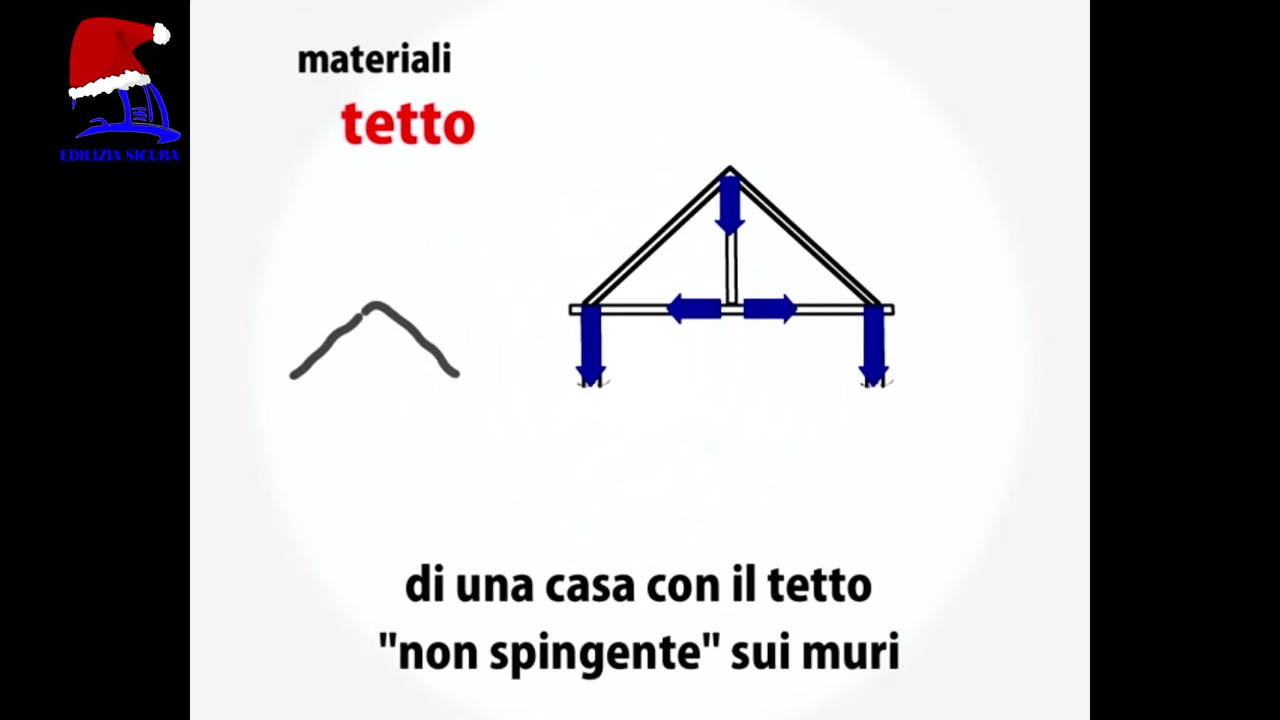 materiali
tetto
EDILIZIA SICURA
di una casa con il tetto
"non spingente" sui muri